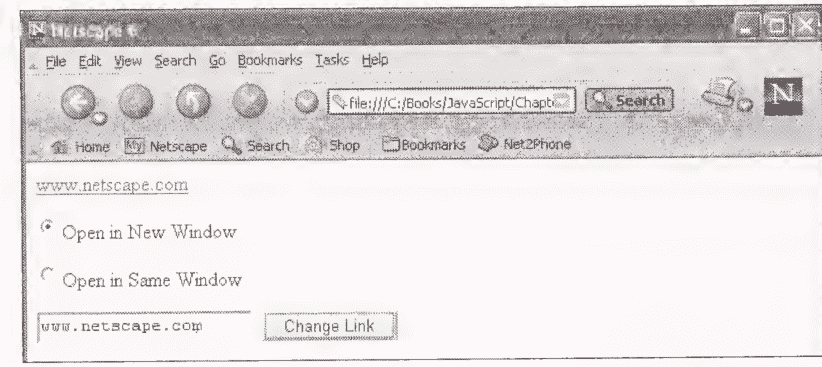 N Netscape 6
File Edit View Search Go Bookmarks Tasks Help
file:///C:/Books/JavaScript/Chapt Search N
Home My Netscape Search Shop Bookmarks Net2Phone
www.netscape.com
Open in New Window
Open in Same Window
www.netscape.com Change Link